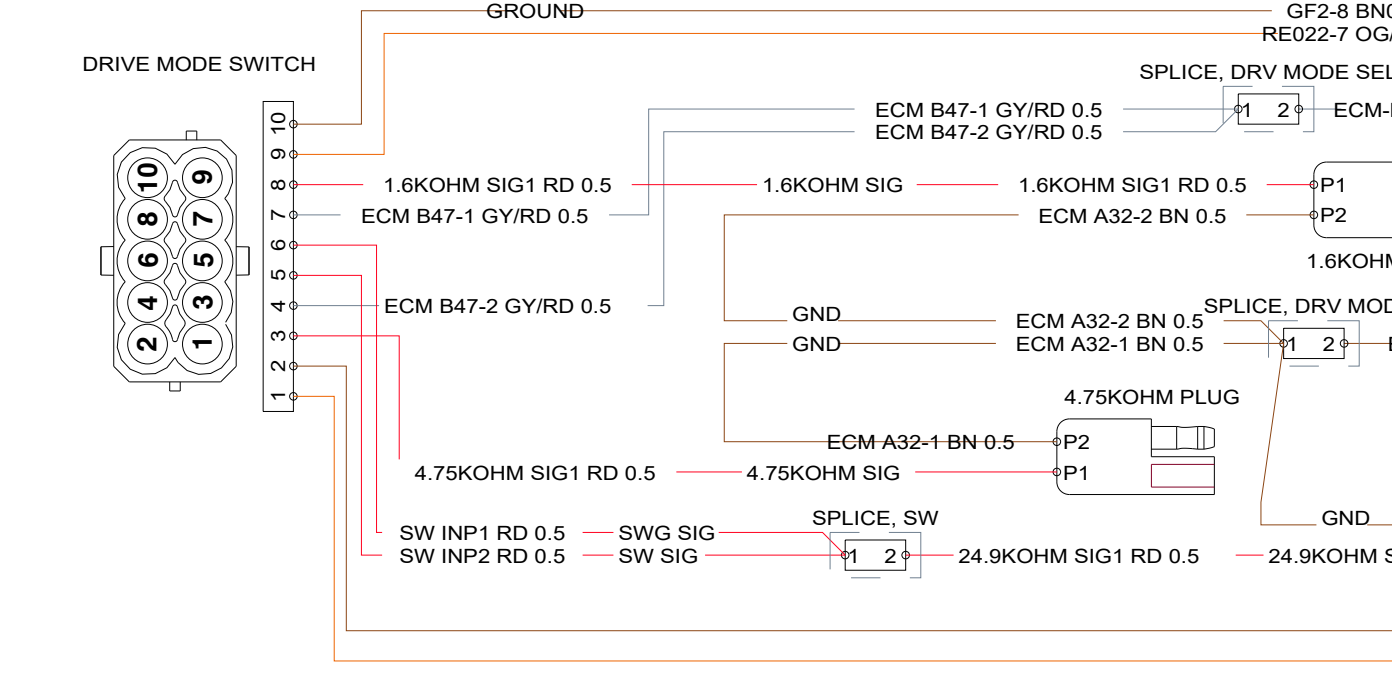 GROUND
GF2-8 BN0
RE022-7 OG/
DRIVE MODE SWITCH
SPLICE, DRV MODE SEL
10
9
8
7
6
5
4
3
2
1
10 9
8 7
6 5
4 3
2 1
ECM B47-1 GY/RD 0.5
ECM B47-2 GY/RD 0.5
1 2
ECM-
1.6KOHM SIG1 RD 0.5 1.6KOHM SIG 1.6KOHM SIG1 RD 0.5 P1
ECM B47-1 GY/RD 0.5 ECM A32-2 BN 0.5 P2
1.6KOHM
ECM B47-2 GY/RD 0.5
SPLICE, DRV MOD
GND ECM A32-2 BN 0.5
GND ECM A32-1 BN 0.5 1 2
4.75KOHM PLUG
ECM A32-1 BN 0.5 P2
4.75KOHM SIG1 RD 0.5 4.75KOHM SIG P1
SPLICE, SW
GND
SW INP1 RD 0.5 SWG SIG
SW INP2 RD 0.5 SW SIG 1 2 24.9KOHM SIG1 RD 0.5 24.9KOHM S